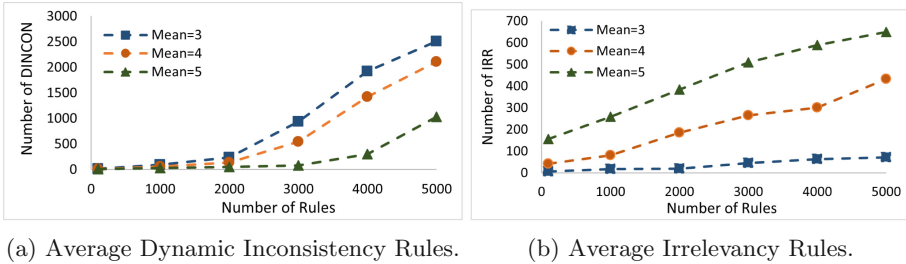 3000
2500
2000
1500
1000
500
0
Number of DINCON
Mean=3
Mean=4
Mean=5
0 1000 2000 3000 4000 5000
Number of Rules
700
600
500
400
300
200
100
0
Number of IRR
Mean=3
Mean=4
Mean=5
0 1000 2000 3000 4000 5000
Number of Rules
(a) Average Dynamic Inconsistency Rules.
(b) Average Irrelevancy Rules.